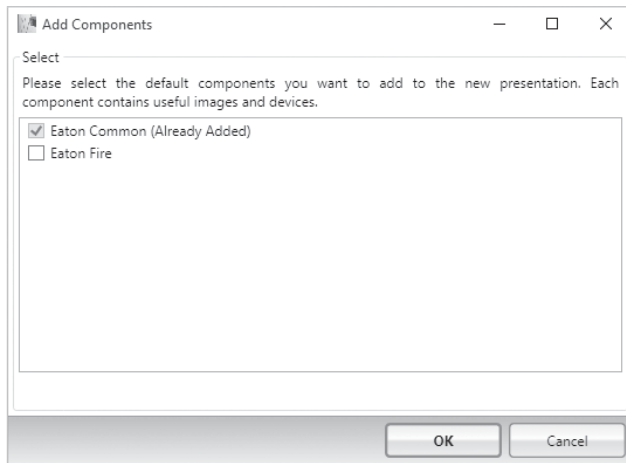 Add Components
Select
Please select the default components you want to add to the new presentation. Each
component contains useful images and devices.
Eaton Common (Already Added)
Eaton Fire
OK
Cancel